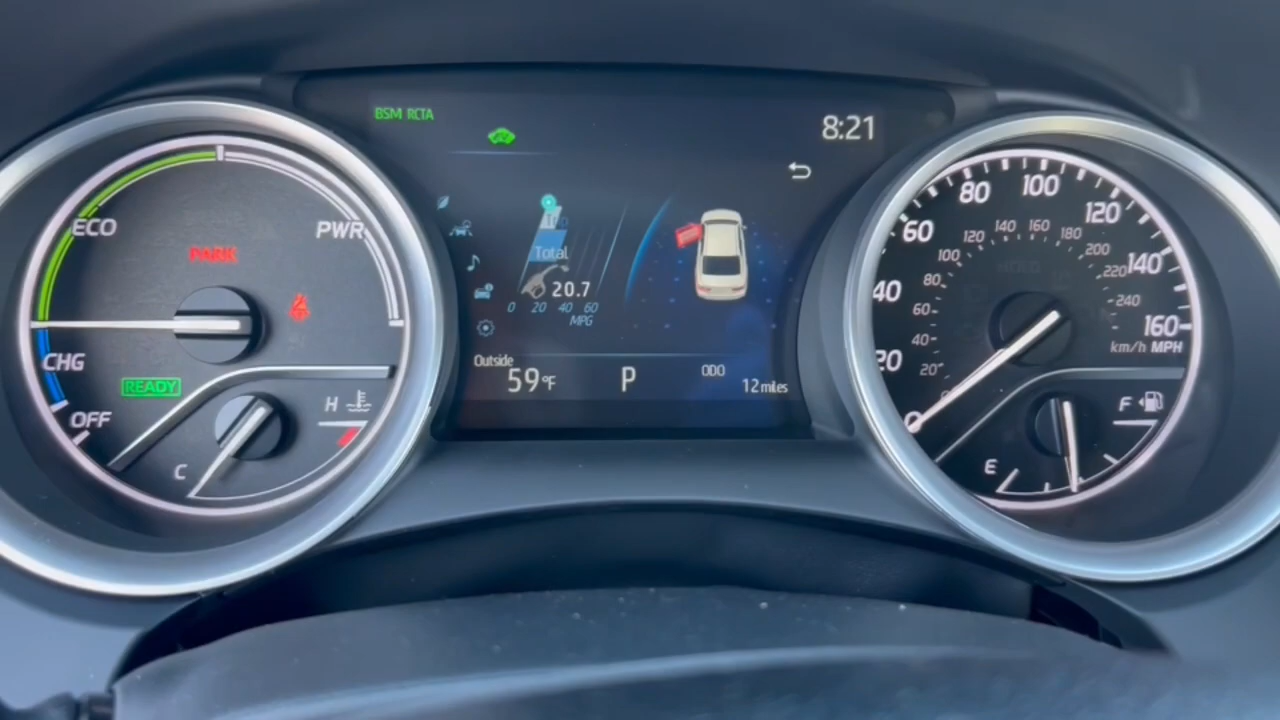 BSM RCTA
8:21
ECO
PWR
PARK
CHG
READY
OFF
H
C
Total
20.7
0 20 40 60
MPG
Outside
59°F
P
ODO
12 miles
0
20
40
60
80
100
120
140
160
20
40
60
80
100
120
140
160
180
200
220
240
km/h MPH
F
E